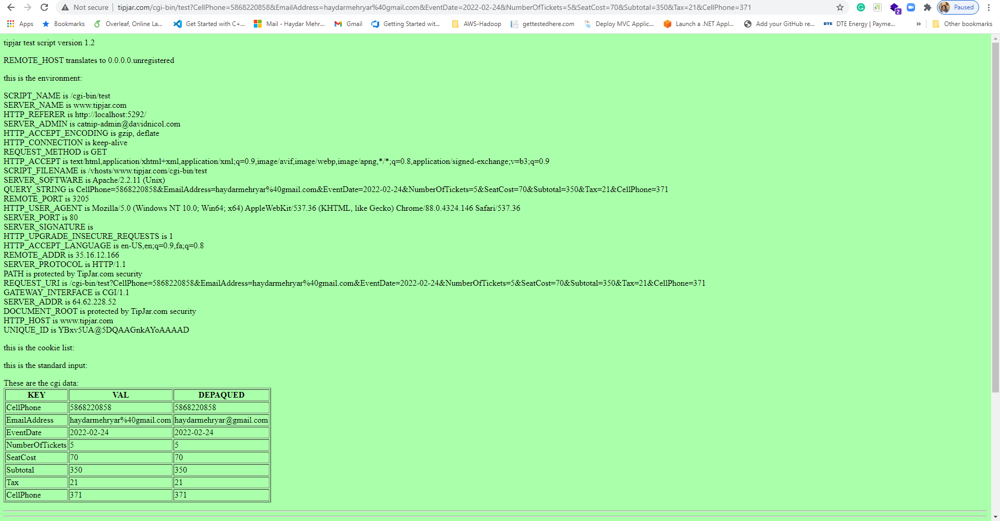 Not secure | tipjar.com/cgi-bin/test?CellPhone=5868220858&EmailAddress=haydarmehryar%40gmail.com&EventDate=2022-02-24&NumberOfTickets=5&SeatCost=70&Subtotal=350&Tax=21&CellPhone=371 2 Paused
Apps Bookmarks Overleaf, Online La... Get Started with C+... Mail - Haydar Mehr... Gmail Getting Started wit... AWS-Hadoop gettestedhere.com Deploy MVC Applic... Launch a .NET Appl... Add your GitHub re... DTE DTE Energy | Payme... » Other bookmarks
tipjar test script version 1.2
REMOTE_HOST translates to 0.0.0.0.unregistered
this is the environment:
SCRIPT_NAME is /cgi-bin/test
SERVER_NAME is www.tipjar.com
HTTP_REFERER is http://localhost:5292/
SERVER_ADMIN is catnip-admin@davidnicol.com
HTTP_ACCEPT_ENCODING is gzip, deflate
HTTP_CONNECTION is keep-alive
REQUEST_METHOD is GET
HTTP_ACCEPT is text/html,application/xhtml+xml,application/xml;q=0.9,image/avif,image/webp,image/apng,*/*;q=0.8,application/signed-exchange;v=b3;q=0.9
SCRIPT_FILENAME is /vhosts/www.tipjar.com/cgi-bin/test
SERVER_SOFTWARE is Apache/2.2.11 (Unix)
QUERY_STRING is CellPhone=5868220858&EmailAddress=haydarmehryar%40gmail.com&EventDate=2022-02-24&NumberOfTickets=5&SeatCost=70&Subtotal=350&Tax=21&CellPhone=371
REMOTE_PORT is 3205
HTTP_USER_AGENT is Mozilla/5.0 (Windows NT 10.0; Win64; x64) AppleWebKit/537.36 (KHTML, like Gecko) Chrome/88.0.4324.146 Safari/537.36
SERVER_PORT is 80
SERVER_SIGNATURE is
HTTP_UPGRADE_INSECURE_REQUESTS is 1
HTTP_ACCEPT_LANGUAGE is en-US,en;q=0.9,fa;q=0.8
REMOTE_ADDR is 35.16.12.166
SERVER_PROTOCOL is HTTP/1.1
PATH is protected by TipJar.com security
REQUEST_URI is /cgi-bin/test?CellPhone=5868220858&EmailAddress=haydarmehryar%40gmail.com&EventDate=2022-02-24&NumberOfTickets=5&SeatCost=70&Subtotal=350&Tax=21&CellPhone=371
GATEWAY_INTERFACE is CGI/1.1
SERVER_ADDR is 64.62.228.52
DOCUMENT_ROOT is protected by TipJar.com security
HTTP_HOST is www.tipjar.com
UNIQUE_ID is YBxv5UA@5DQAAGnkAYoAAAAD
this is the cookie list:
this is the standard input:
These are the cgi data:
KEY VAL DEPAQUED
CellPhone 5868220858 5868220858
EmailAddress haydarmehryar%40gmail.com haydarmehryar@gmail.com
EventDate 2022-02-24 2022-02-24
NumberOfTickets 5 5
SeatCost 70 70
Subtotal 350 350
Tax 21 21
CellPhone 371 371